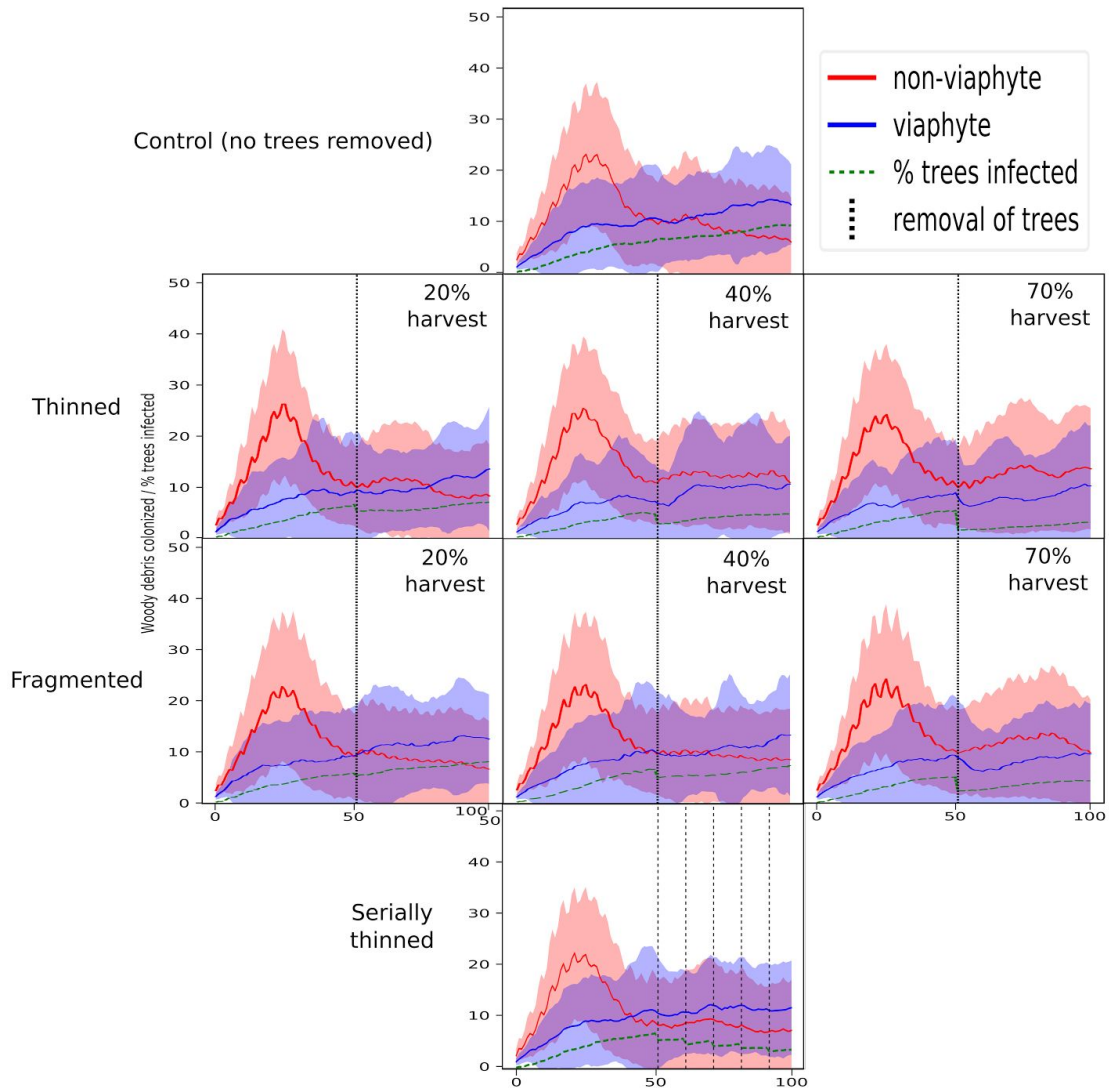 50
40
30
20
10
0
Control (no trees removed)
non-viaphyte
viaphyte
% trees infected
removal of trees
50
40
30
20
10
0
20%
harvest
40%
harvest
70%
harvest
Thinned
Woody debris colonized / % trees infected
50
40
30
20
10
0
20%
harvest
40%
harvest
70%
harvest
Fragmented
0
50
100
0
50
100
50
40
30
20
10
0
Serially
thinned
0
50
100